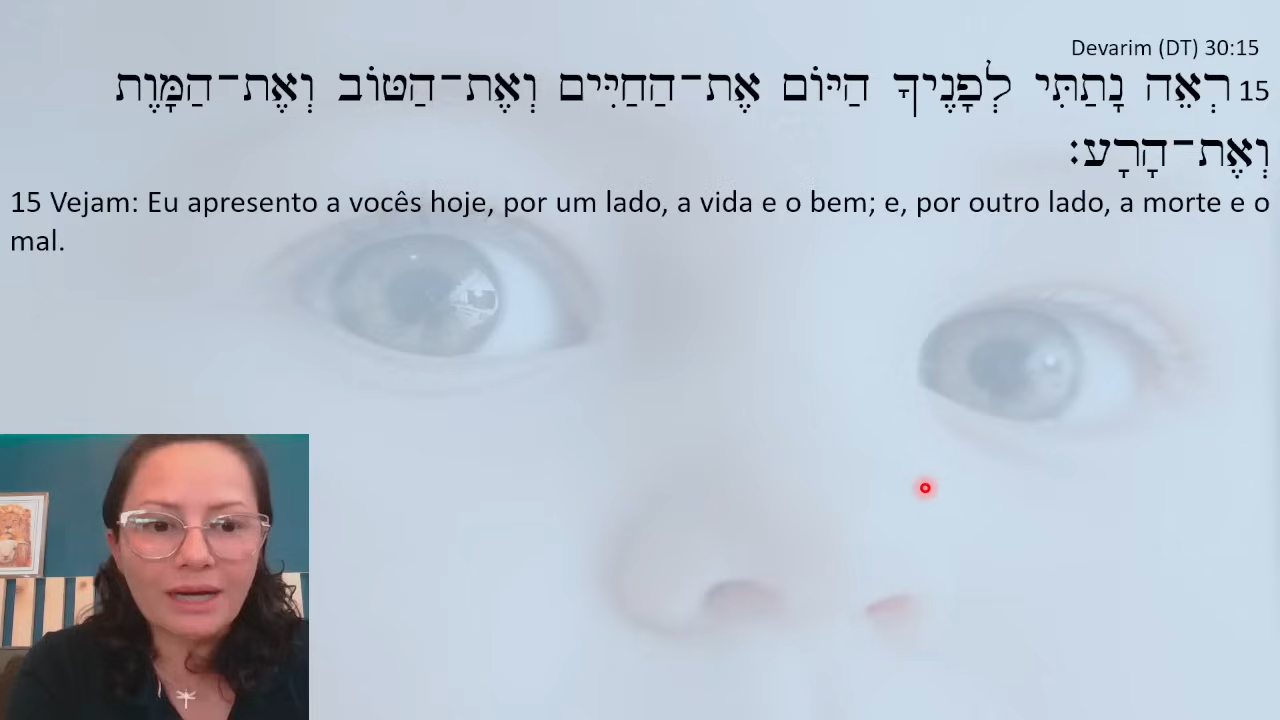 Devarim (DT) 30:15
15 רְאֵה נָתַתִּי לְפָנֶיךָ הַיּוֹם אֶת־הַחַיִּים וְאֶת־הַטּוֹב וְאֶת־הַמָּוֶת
וְאֶת־הָרָע׃
15 Vejam: Eu apresento a vocês hoje, por um lado, a vida e o bem; e, por outro lado, a morte e o
mal.